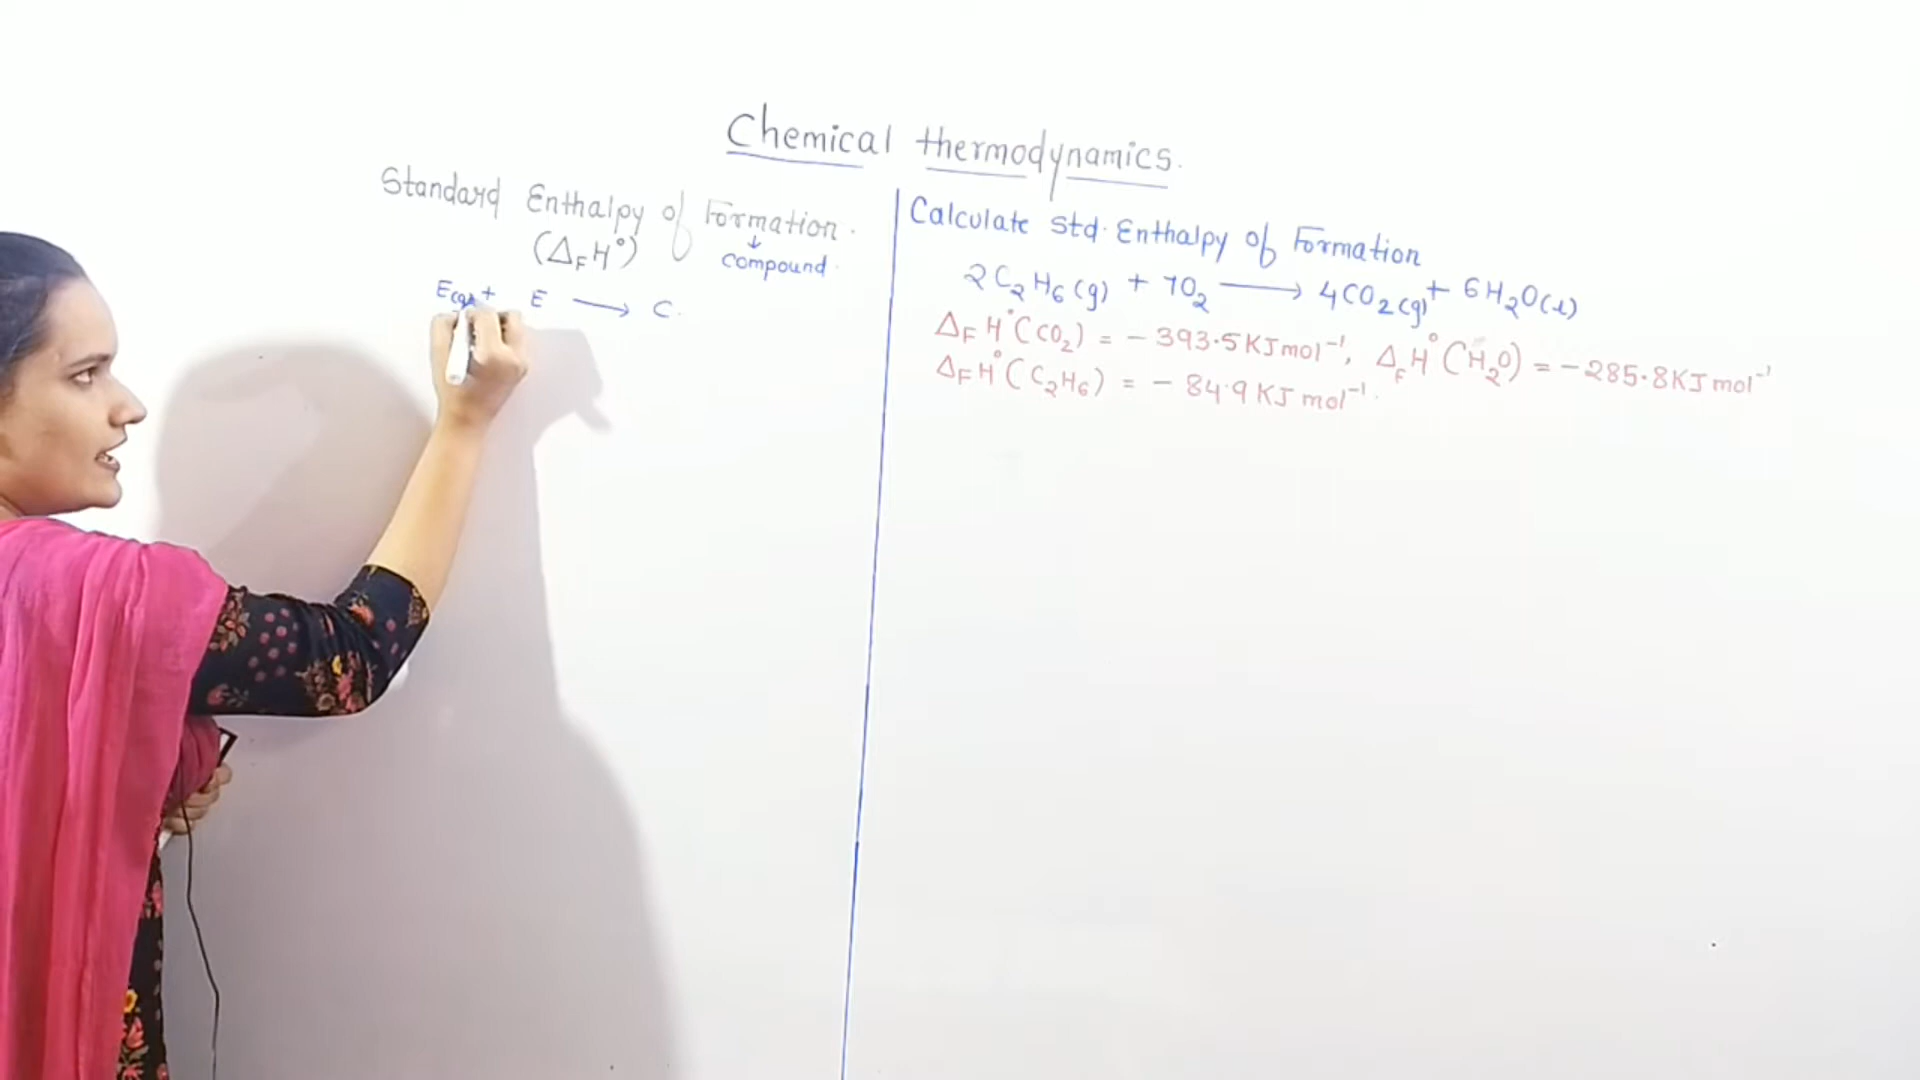 Chemical thermodynamics.
Standard Enthalpy of Formation.
(ΔFH°)
↓
Compound.
E(g) + E ⟶ C.
Calculate Std. Enthalpy of Formation
2C₂H₆(g) + 7O₂ ⟶ 4CO₂(g) + 6H₂O(l)
ΔFH°(CO₂) = -393.5 KJ mol⁻¹, ΔFH°(H₂O) = -285.8 KJ mol⁻¹
ΔFH°(C₂H₆) = - 84.9 KJ mol⁻¹.